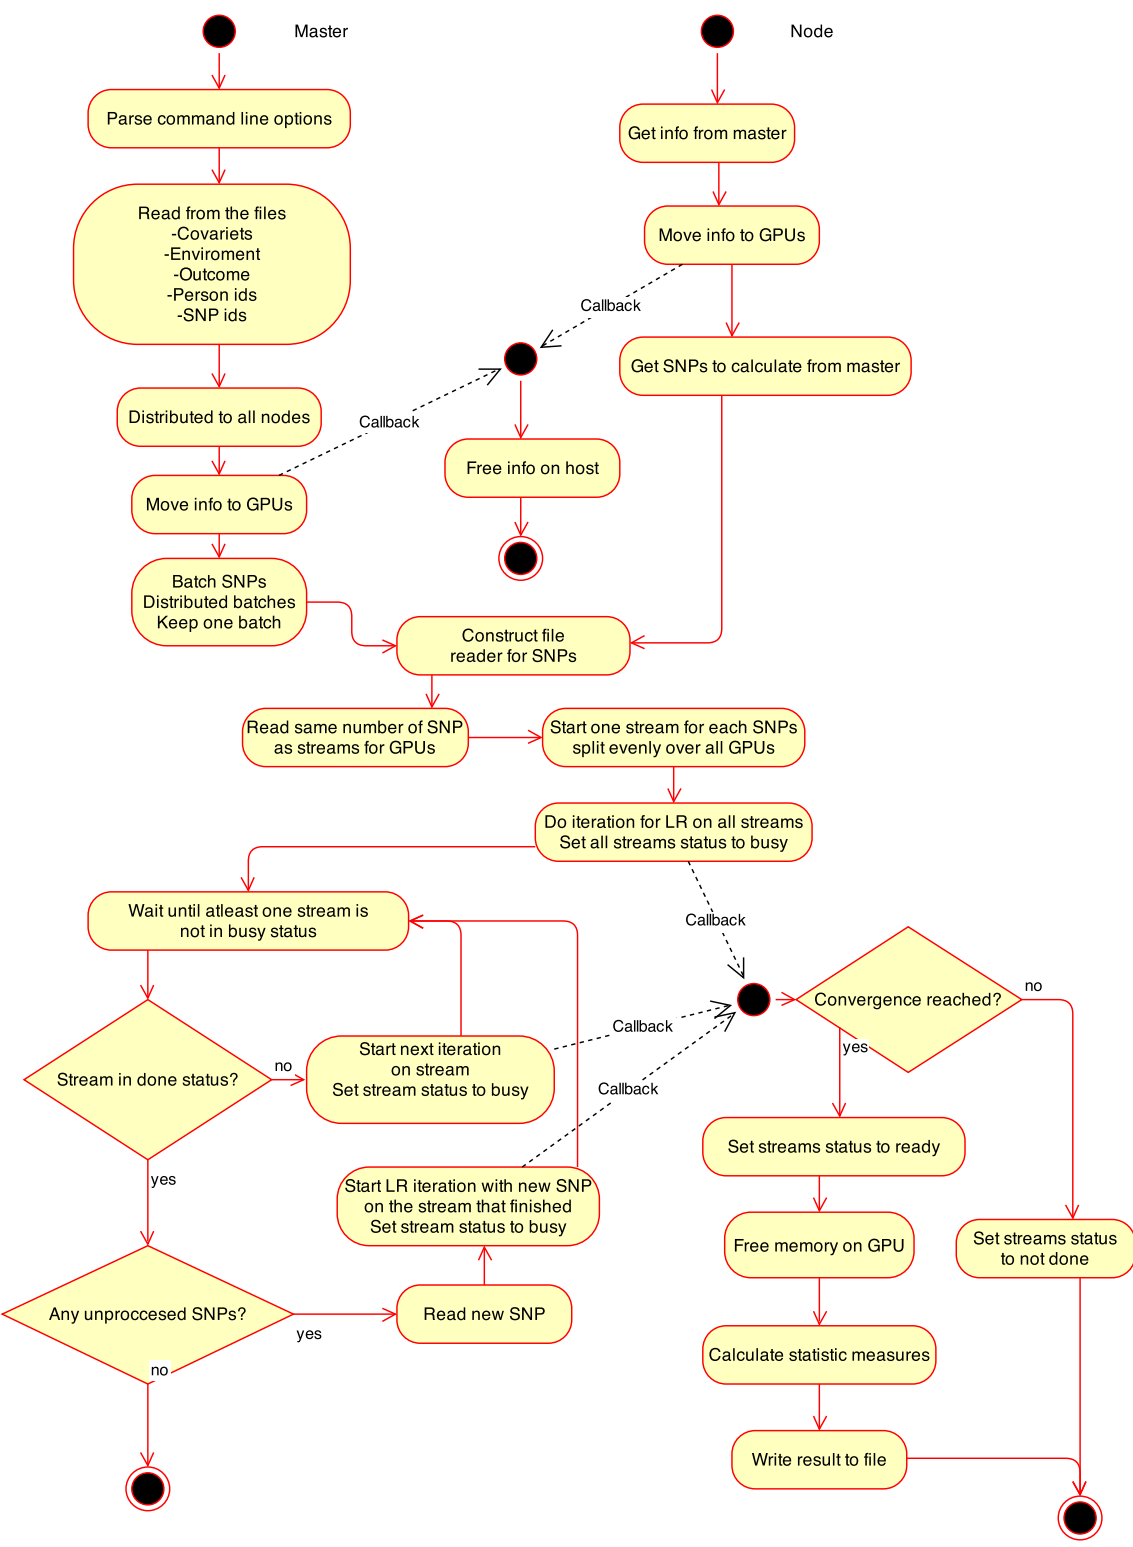 Master
Node
Parse command line options
Get info from master
Read from the files
-Covariets
-Enviroment
-Outcome
-Person ids
-SNP ids
Move info to GPUs
Callback
Get SNPs to calculate from master
Distributed to all nodes
Callback
Free info on host
Move info to GPUs
Batch SNPs
Distributed batches
Keep one batch
Construct file
reader for SNPs
Read same number of SNP
as streams for GPUs
Start one stream for each SNPs
split evenly over all GPUs
Do iteration for LR on all streams
Set all streams status to busy
Wait until atleast one stream is
not in busy status
Callback
Convergence reached?
no
yes
Stream in done status?
no
Start next iteration
on stream
Set stream status to busy
Callback
Callback
yes
Set streams status to ready
Start LR iteration with new SNP
on the stream that finished
Set stream status to busy
Free memory on GPU
Set streams status
to not done
Any unproccesed SNPs?
yes
Read new SNP
no
Calculate statistic measures
Write result to file